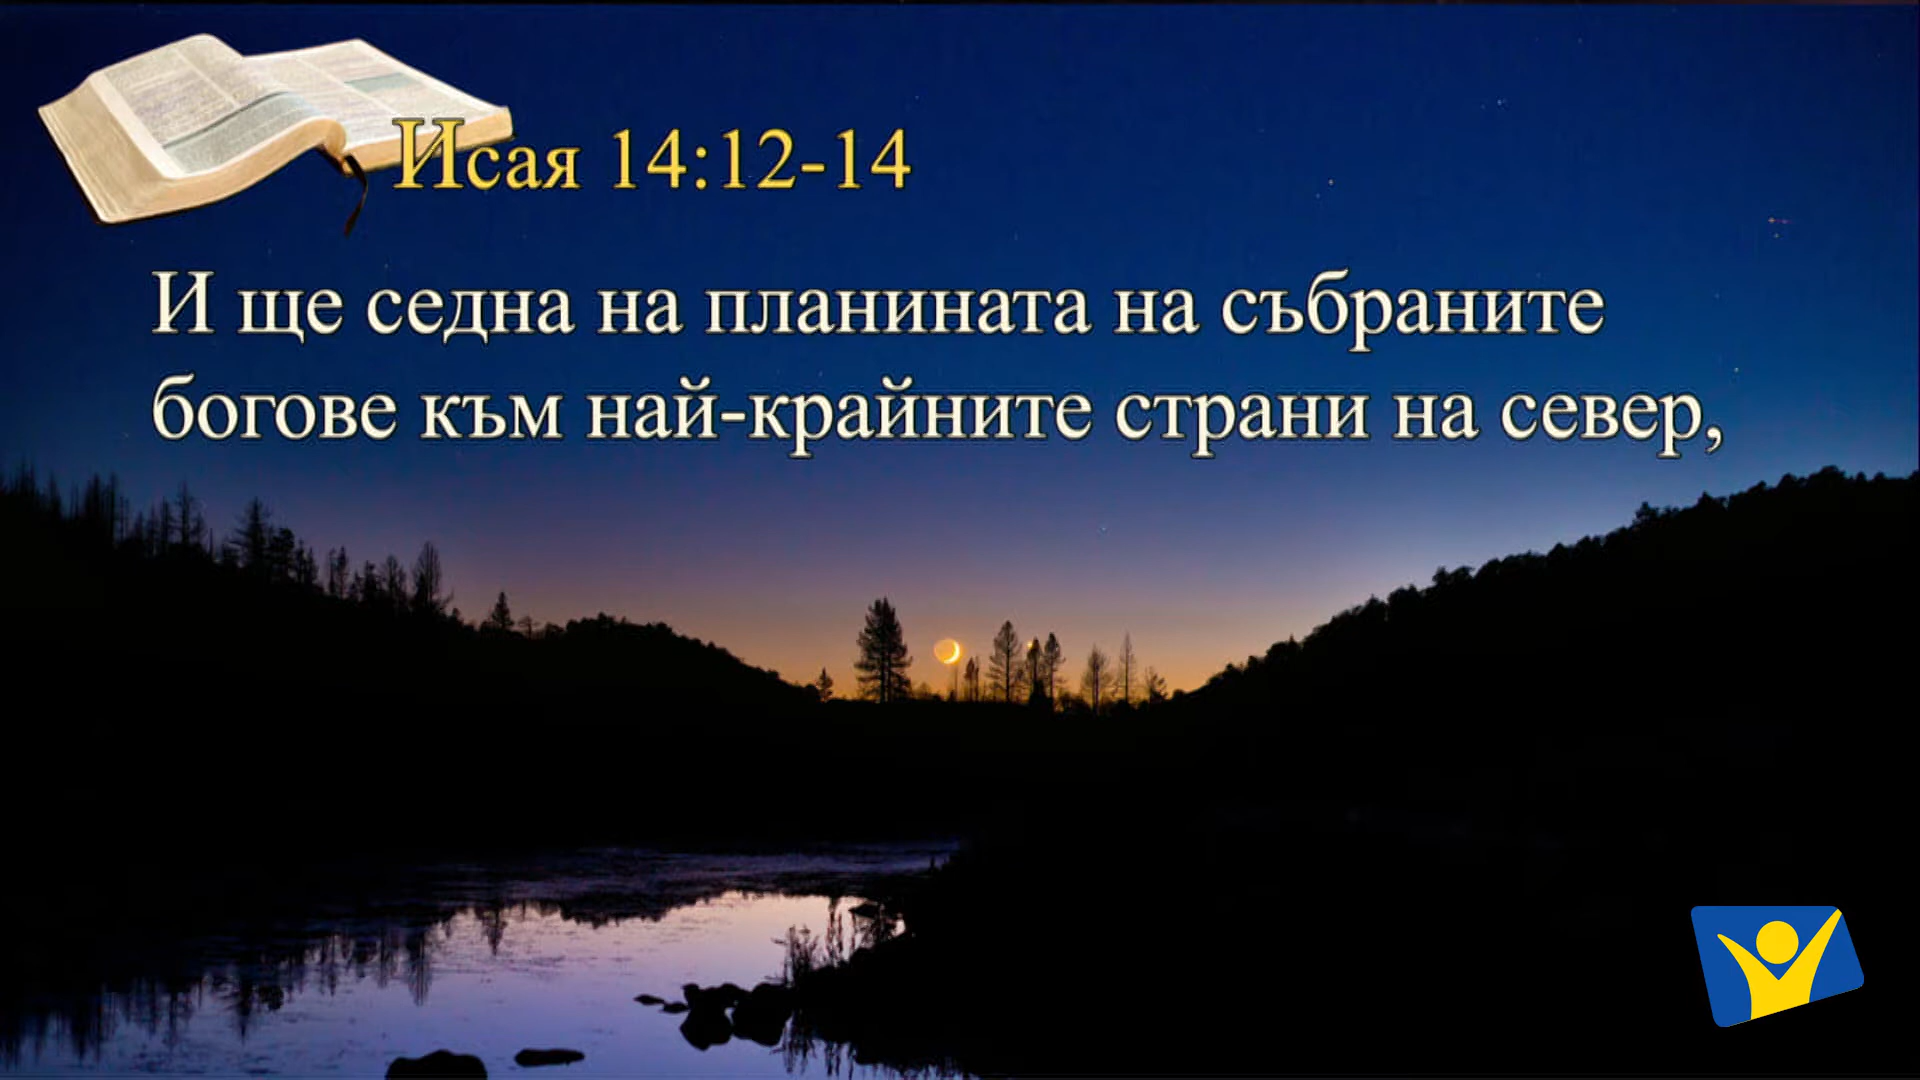 Исая 14:12-14
И ще седна на планината на събраните
богове към най-крайните страни на север,